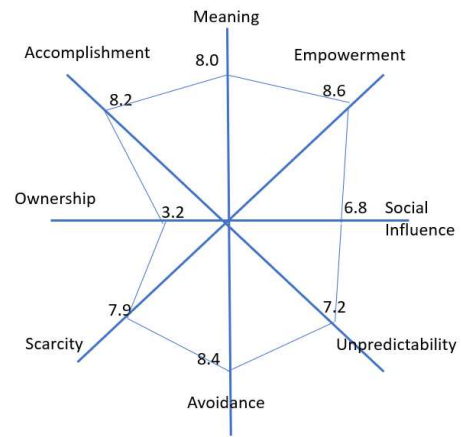 Meaning
Accomplishment
Empowerment
8.0
8.2
8.6
Ownership
3.2
6.8
Social
Influence
7.9
7.2
Scarcity
8.4
Unpredictability
Avoidance